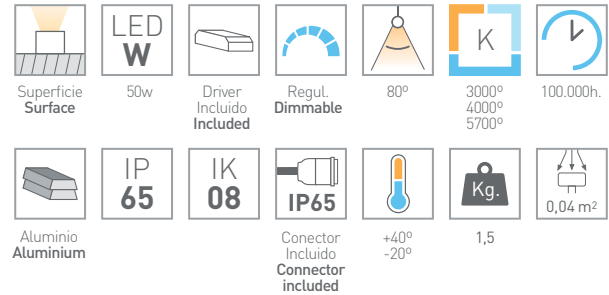 LED
W
K
Superficie
Surface
50w
Driver
Incluido
Included
Regul.
Dimmable
80º
3000º
4000º
5700º
100.000h.
IP
65
IK
08
IP65
Kg.
0,04 m²
Aluminio
Aluminium
Conector
Incluido
Connector
included
+40º
-20º
1,5